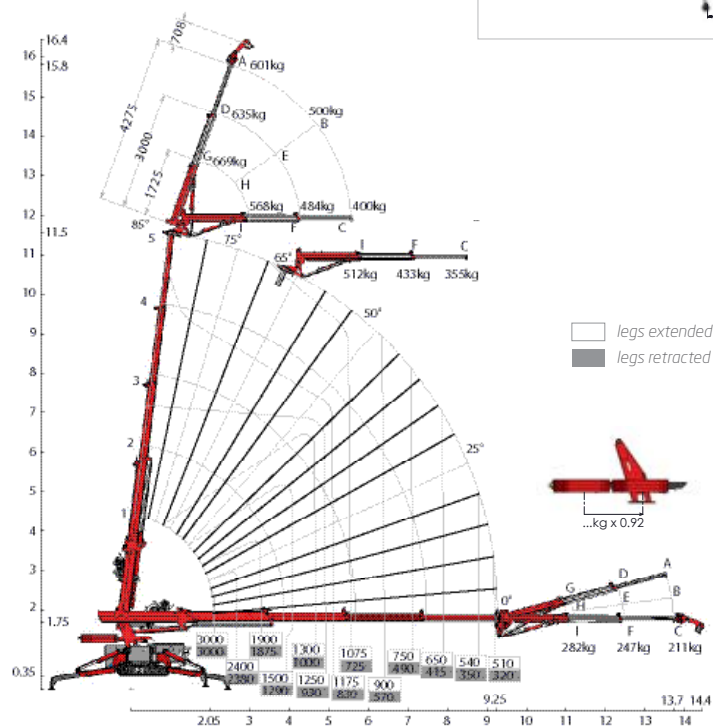 16.4
16
15.8
708
A 601kg
15
4275
D 635kg
500kg
B
14
3000
E
13
G 669kg
1725
H
12
568kg 484kg 400kg
85°
I F C
11.5
5
75°
11
65°
I F C
512kg 433kg 355kg
10
4
50°
9
legs extended
8
legs retracted
3
7
2
25°
6
5
1
...kg x 0.92
4
3
A
D
G
0°
E
B
H
2
1.75
I F C
282kg 247kg 211kg
3000 1900 1300 1075 750 650 540 510
3000 1875 1000 725 490 415 350 320
0.35
2400 1500 1250 1175 900
2380 1290 930 830 570
9.25 13.7 14.4
2.05 3 4 5 6 7 8 9 10 11 12 13 14